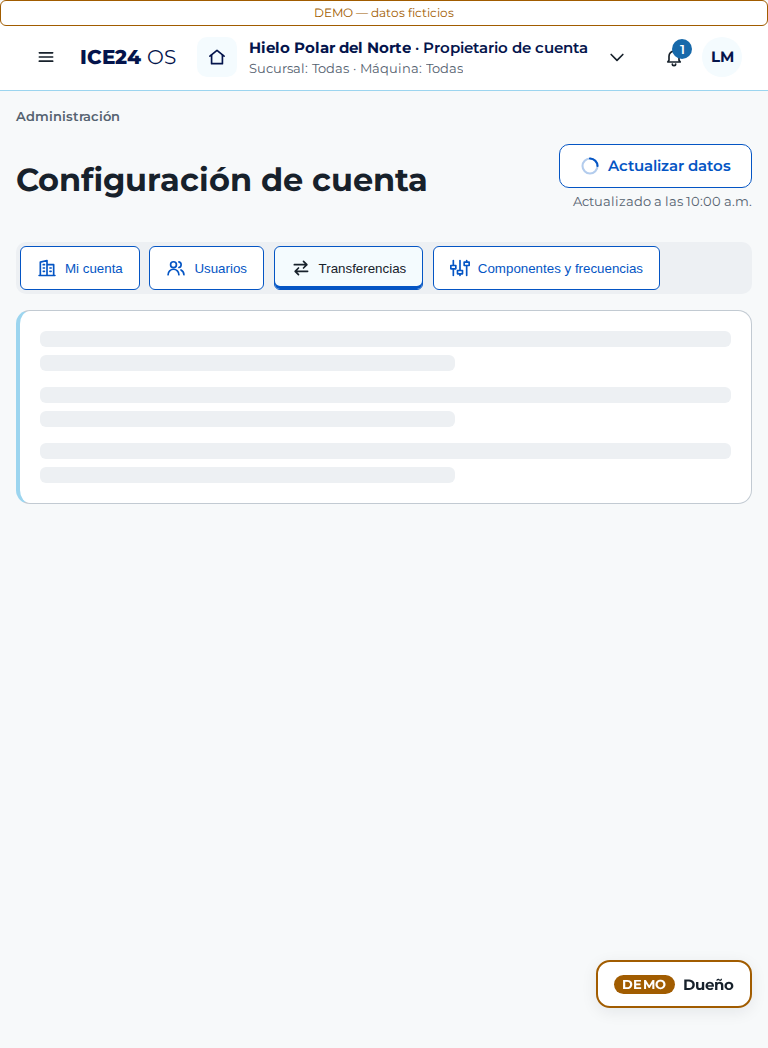 DEMO — datos ficticios
ICE24 OS
Hielo Polar del Norte · Propietario de cuenta
Sucursal: Todas · Máquina: Todas
1
LM
Administración
Configuración de cuenta
Actualizar datos
Actualizado a las 10:00 a.m.
Mi cuenta
Usuarios
Transferencias
Componentes y frecuencias
DEMO Dueño